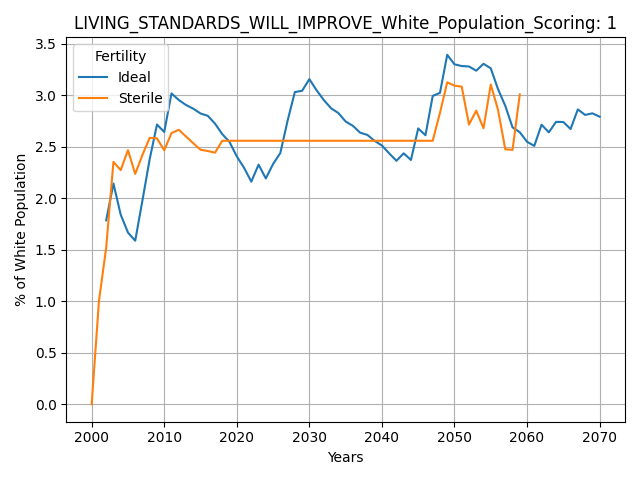 LIVING_STANDARDS_WILL_IMPROVE_White_Population_Scoring: 1
Fertility
Ideal
Sterile
3.5
3.0
2.5
2.0
1.5
1.0
0.5
0.0
% of White Population
2000 2010 2020 2030 2040 2050 2060 2070
Years